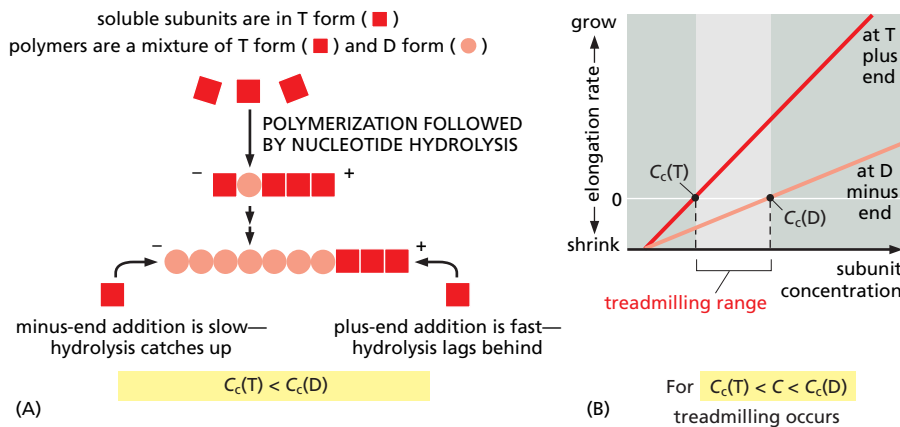 soluble subunits are in T form ( )
polymers are a mixture of T form ( ) and D form ( )
POLYMERIZATION FOLLOWED
BY NUCLEOTIDE HYDROLYSIS
– +
– +
minus-end addition is slow—
hydrolysis catches up
plus-end addition is fast—
hydrolysis lags behind
Cc(T) < Cc(D)
(A)
grow
elongation rate
0
shrink
at T
plus
end
at D
minus
end
Cc(T)
Cc(D)
subunit
concentration
treadmilling range
For Cc(T) < C < Cc(D)
treadmilling occurs
(B)